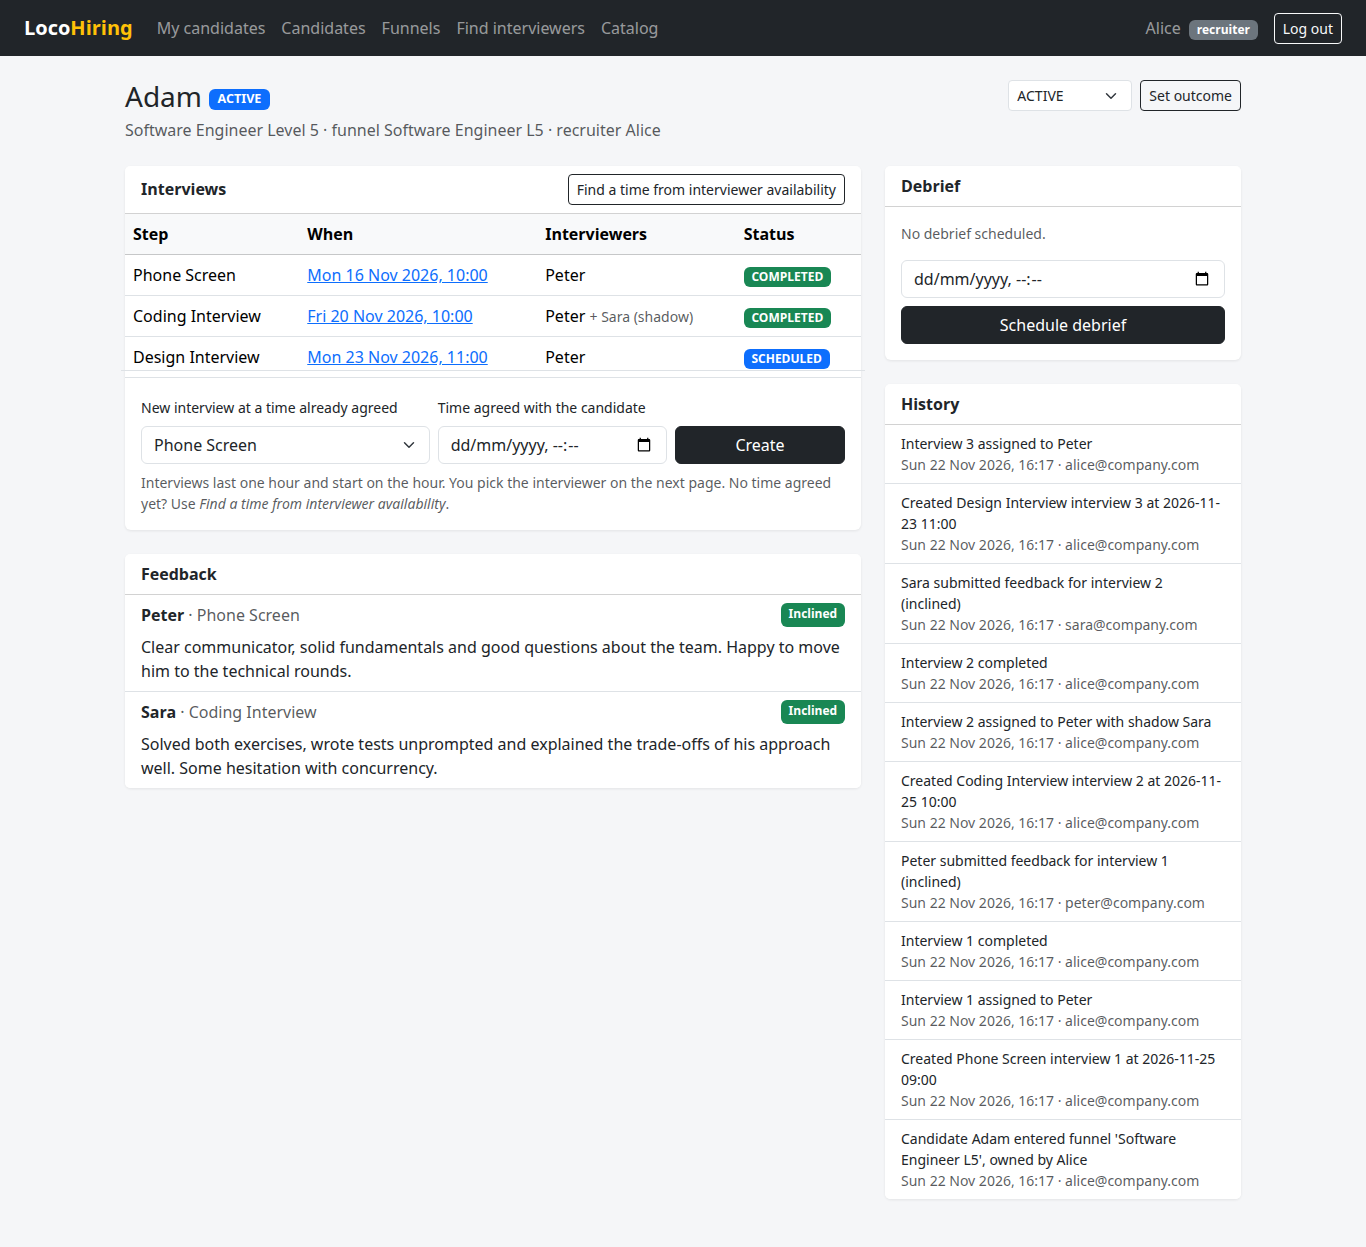 LocoHiring My candidates Candidates Funnels Find interviewers Catalog Alice recruiter Log out
Adam ACTIVE
ACTIVE Set outcome
Software Engineer Level 5 · funnel Software Engineer L5 · recruiter Alice
Interviews Find a time from interviewer availability
Step When Interviewers Status
Phone Screen Mon 16 Nov 2026, 10:00 Peter COMPLETED
Coding Interview Fri 20 Nov 2026, 10:00 Peter + Sara (shadow) COMPLETED
Design Interview Mon 23 Nov 2026, 11:00 Peter SCHEDULED
New interview at a time already agreed Time agreed with the candidate
Phone Screen dd/mm/yyyy, --:-- Create
Interviews last one hour and start on the hour. You pick the interviewer on the next page. No time agreed
yet? Use Find a time from interviewer availability.
Feedback
Peter · Phone Screen Inclined
Clear communicator, solid fundamentals and good questions about the team. Happy to move
him to the technical rounds.
Sara · Coding Interview Inclined
Solved both exercises, wrote tests unprompted and explained the trade-offs of his approach
well. Some hesitation with concurrency.
Debrief
No debrief scheduled.
dd/mm/yyyy, --:--
Schedule debrief
History
Interview 3 assigned to Peter
Sun 22 Nov 2026, 16:17 · alice@company.com
Created Design Interview interview 3 at 2026-11-
23 11:00
Sun 22 Nov 2026, 16:17 · alice@company.com
Sara submitted feedback for interview 2
(inclined)
Sun 22 Nov 2026, 16:17 · sara@company.com
Interview 2 completed
Sun 22 Nov 2026, 16:17 · alice@company.com
Interview 2 assigned to Peter with shadow Sara
Sun 22 Nov 2026, 16:17 · alice@company.com
Created Coding Interview interview 2 at 2026-11-
25 10:00
Sun 22 Nov 2026, 16:17 · alice@company.com
Peter submitted feedback for interview 1
(inclined)
Sun 22 Nov 2026, 16:17 · peter@company.com
Interview 1 completed
Sun 22 Nov 2026, 16:17 · alice@company.com
Interview 1 assigned to Peter
Sun 22 Nov 2026, 16:17 · alice@company.com
Created Phone Screen interview 1 at 2026-11-25
09:00
Sun 22 Nov 2026, 16:17 · alice@company.com
Candidate Adam entered funnel 'Software
Engineer L5', owned by Alice
Sun 22 Nov 2026, 16:17 · alice@company.com